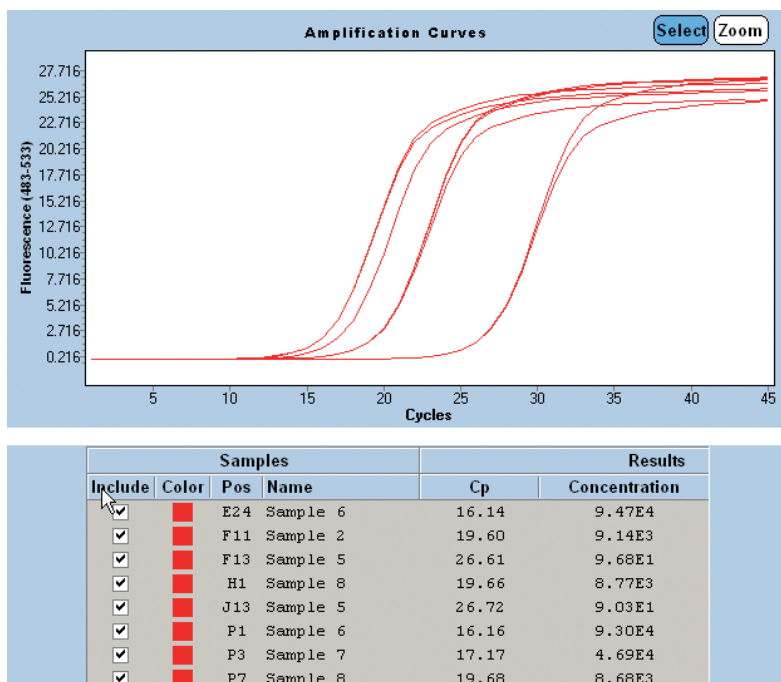 Amplification Curves
Select Zoom
27.716
25.216
22.716
20.216
17.716
15.216
12.716
10.216
7.716
5.216
2.716
0.216
Fluorescence (483-533)
5 10 15 20 25 30 35 40 45
Cycles
Samples Results
Include Color Pos Name Cp Concentration
E24 Sample 6 16.14 9.47E4
F11 Sample 2 19.60 9.14E3
F13 Sample 5 26.61 9.68E1
H1 Sample 8 19.66 8.77E3
J13 Sample 5 26.72 9.03E1
P1 Sample 6 16.16 9.30E4
P3 Sample 7 17.17 4.69E4
P7 Sample 8 19.68 8.68E3